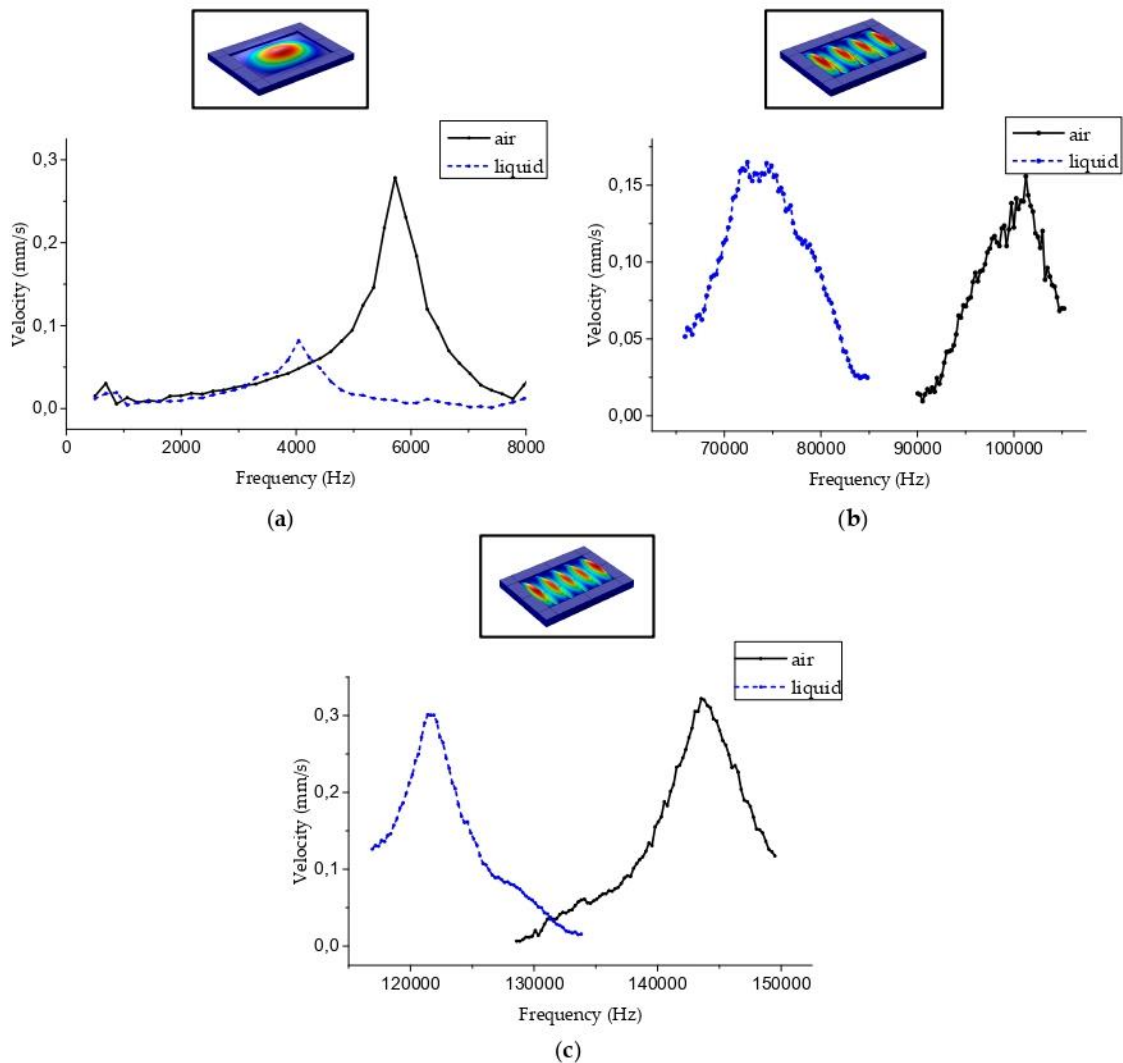 air
liquid
0,3
0,2
0,1
0,0
Velocity (mm/s)
0
2000
4000
6000
8000
Frequency (Hz)
(a)
air
liquid
0,15
0,10
0,05
0,00
Velocity (mm/s)
70000
80000
90000
100000
Frequency (Hz)
(b)
air
liquid
0,3
0,2
0,1
0,0
Velocity (mm/s)
120000
130000
140000
150000
Frequency (Hz)
(c)